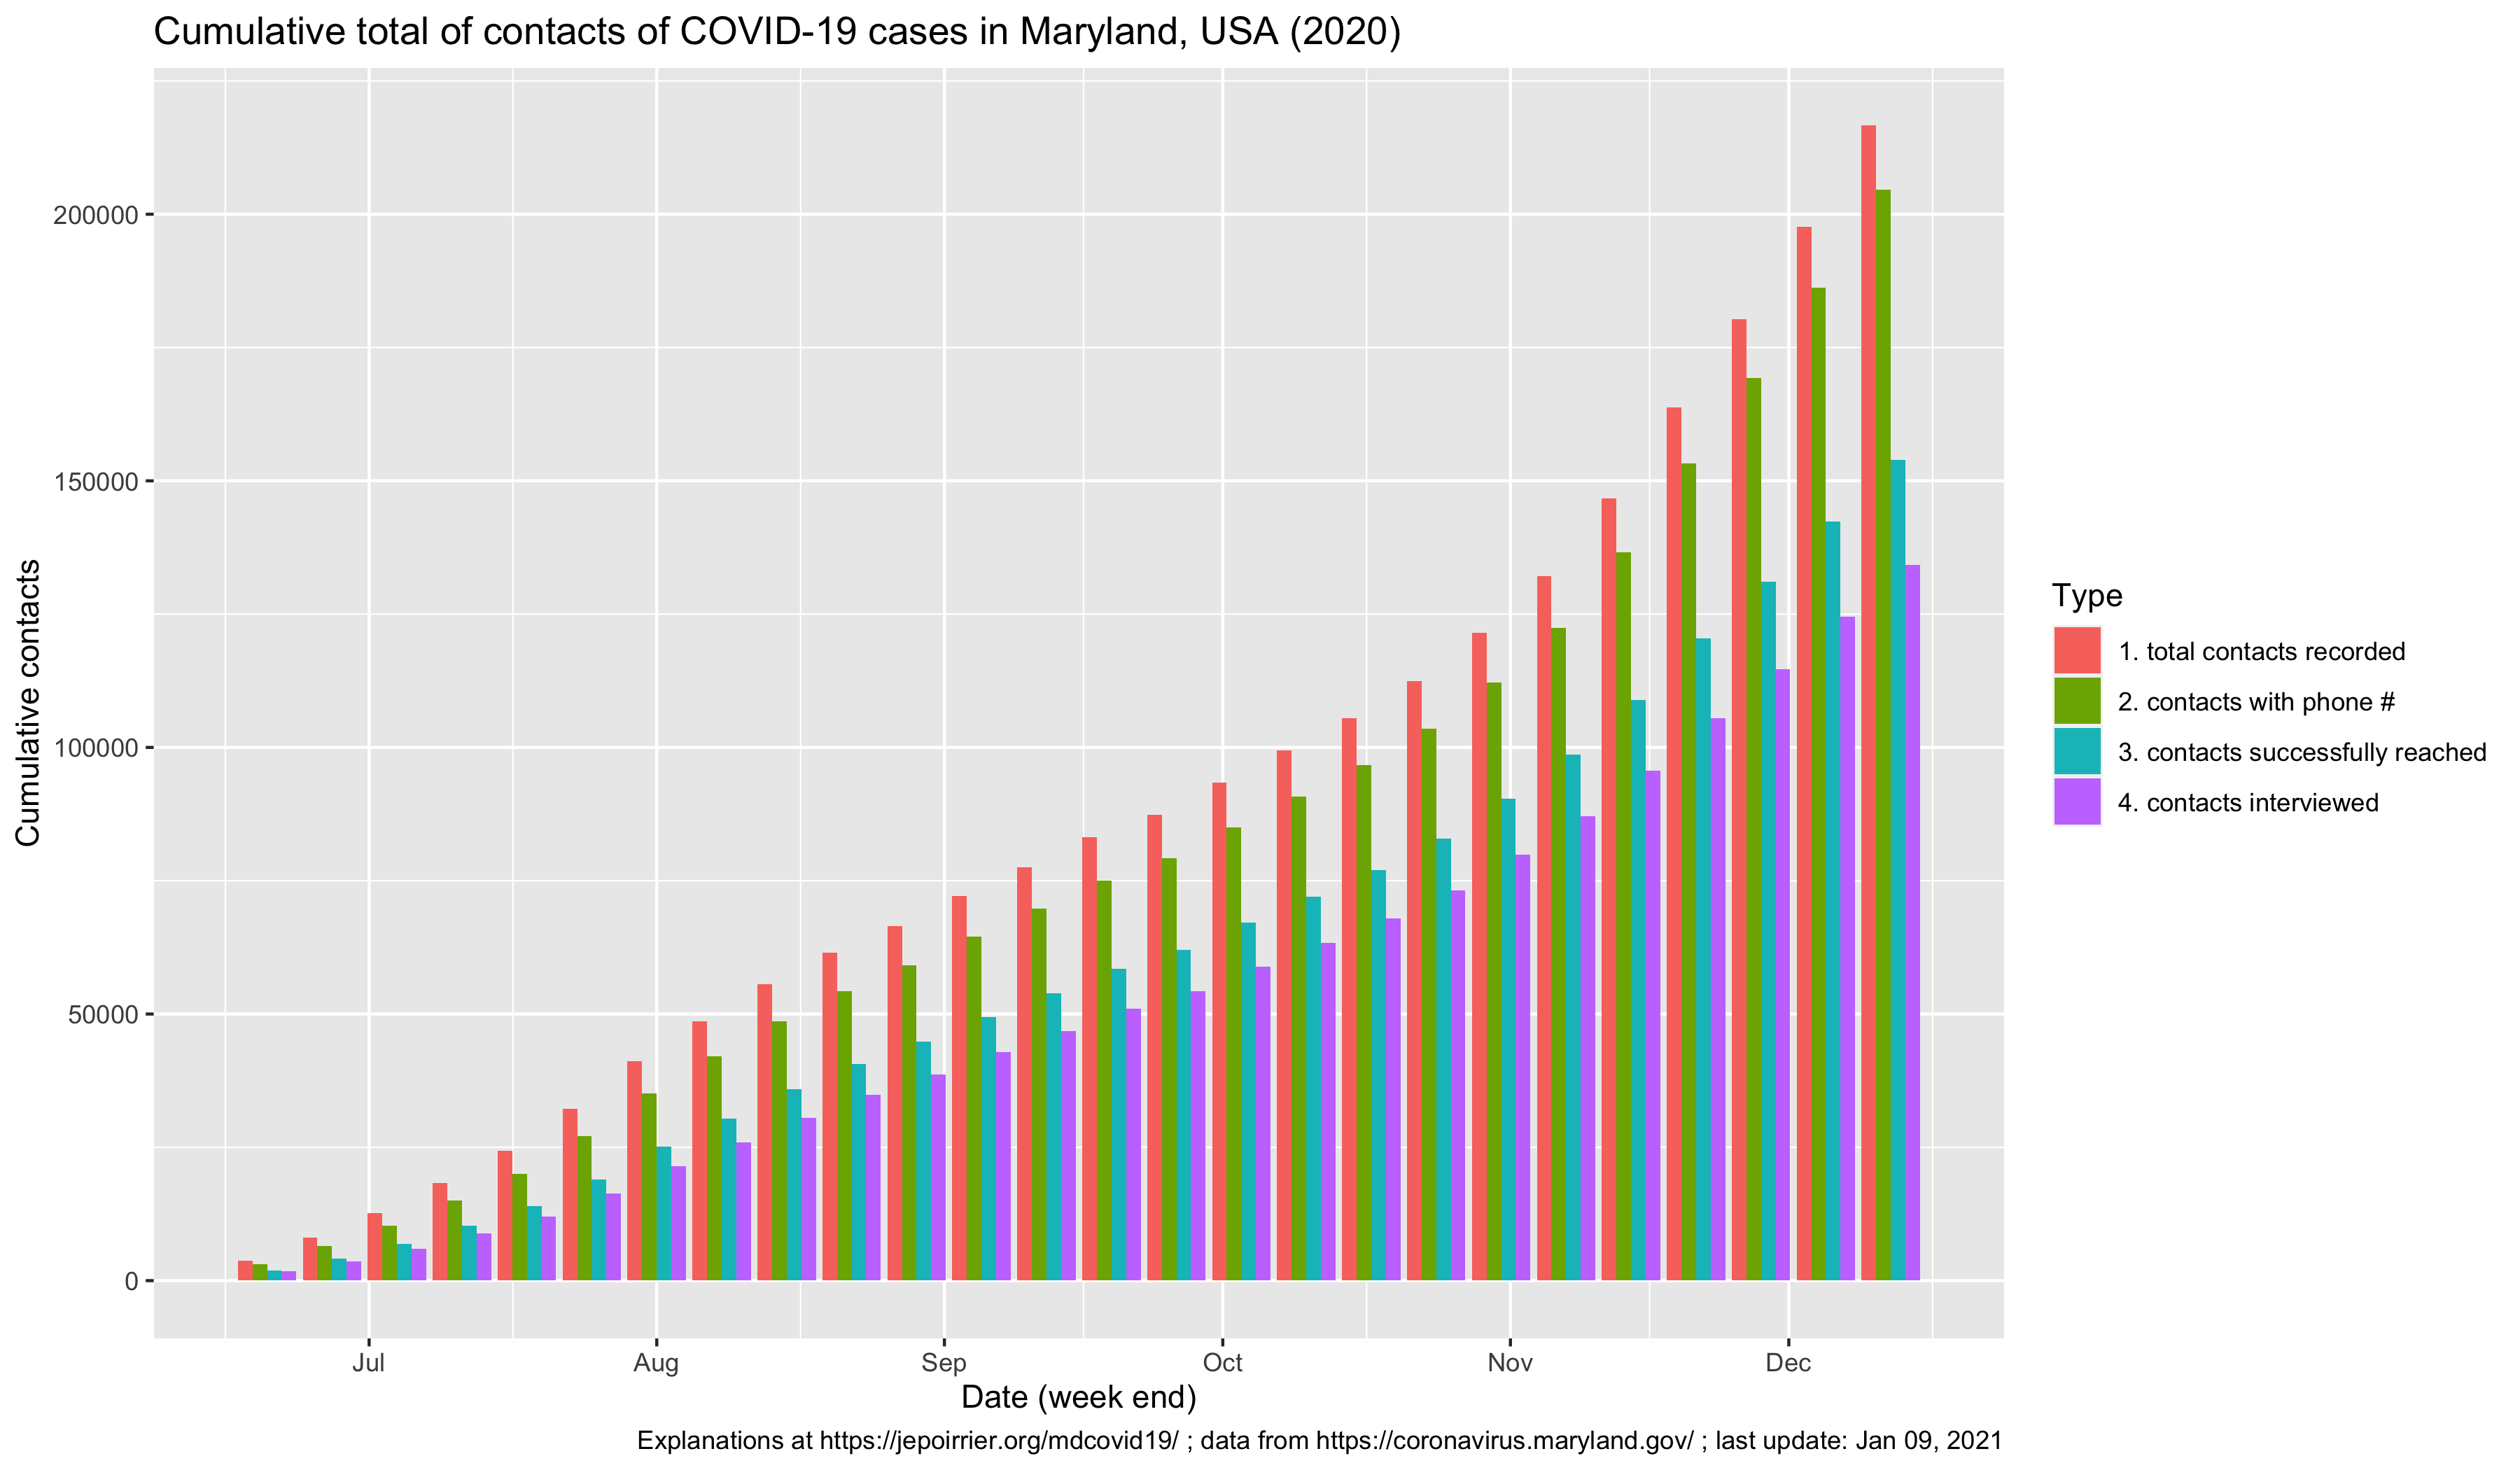 Cumulative total of contacts of COVID-19 cases in Maryland, USA (2020)
Cumulative contacts
200000
150000
100000
50000
0
Jul
Aug
Sep
Oct
Nov
Dec
Date (week end)
Type
1. total contacts recorded
2. contacts with phone #
3. contacts successfully reached
4. contacts interviewed
Explanations at https://jepoirrier.org/mdcovid19/ ; data from https://coronavirus.maryland.gov/ ; last update: Jan 09, 2021